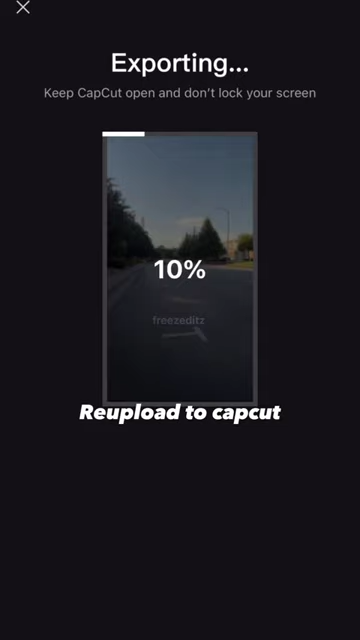 Exporting...
Keep CapCut open and don't lock your screen
10%
freezeditz
Reupload to capcut